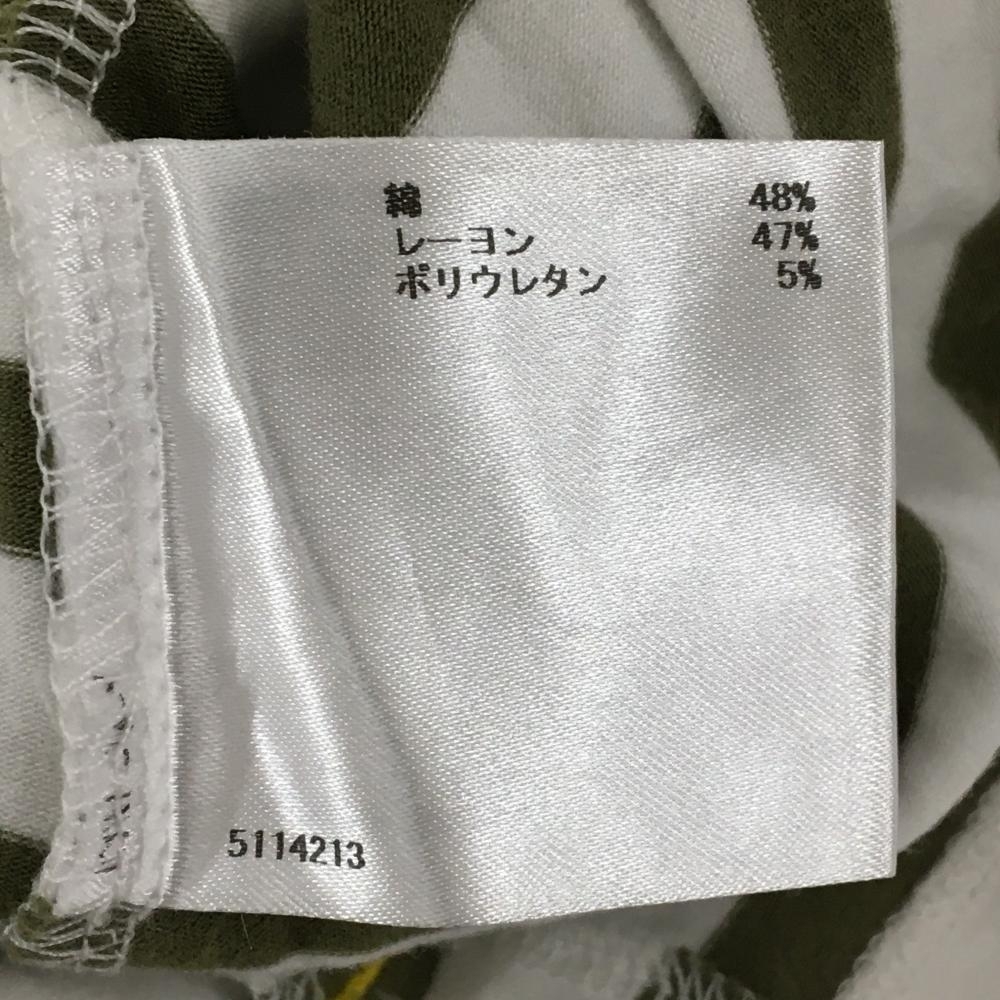 綿 48%
レーヨン 47%
ポリウレタン 5%
5114213